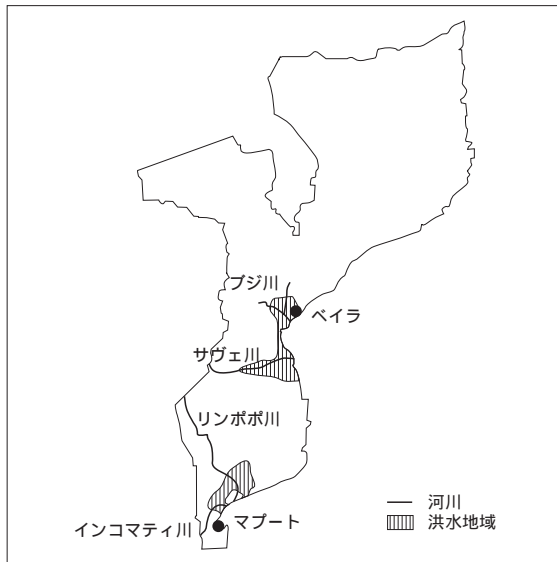 ブジ川
ベイラ
サヴェ川
リンポポ川
インコマティ川
マプート
河川
洪水地域